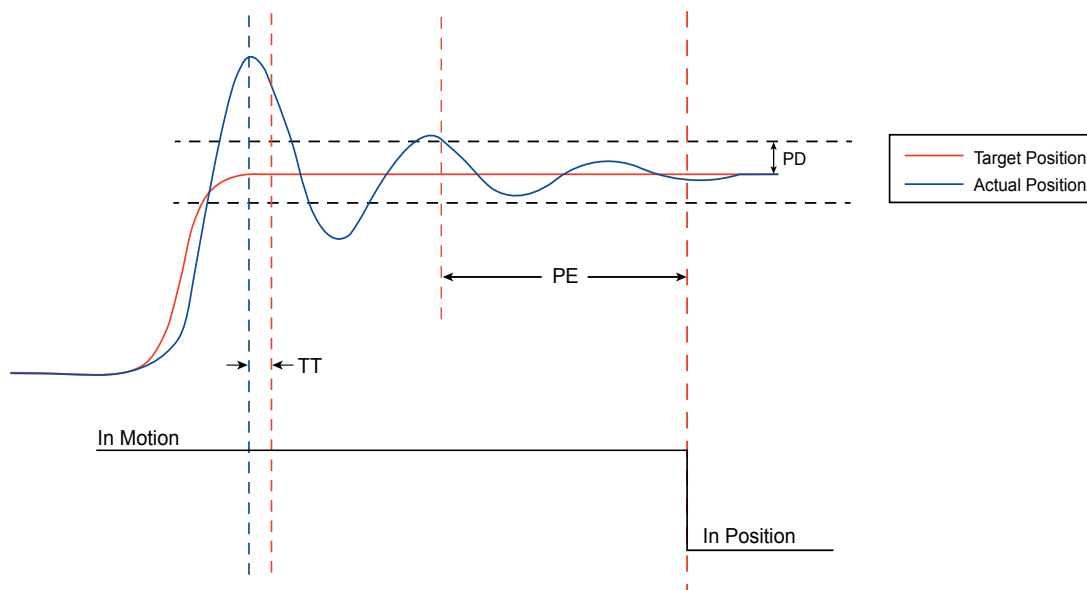 PD
Target Position
Actual Position
PE
TT
In Motion
In Position